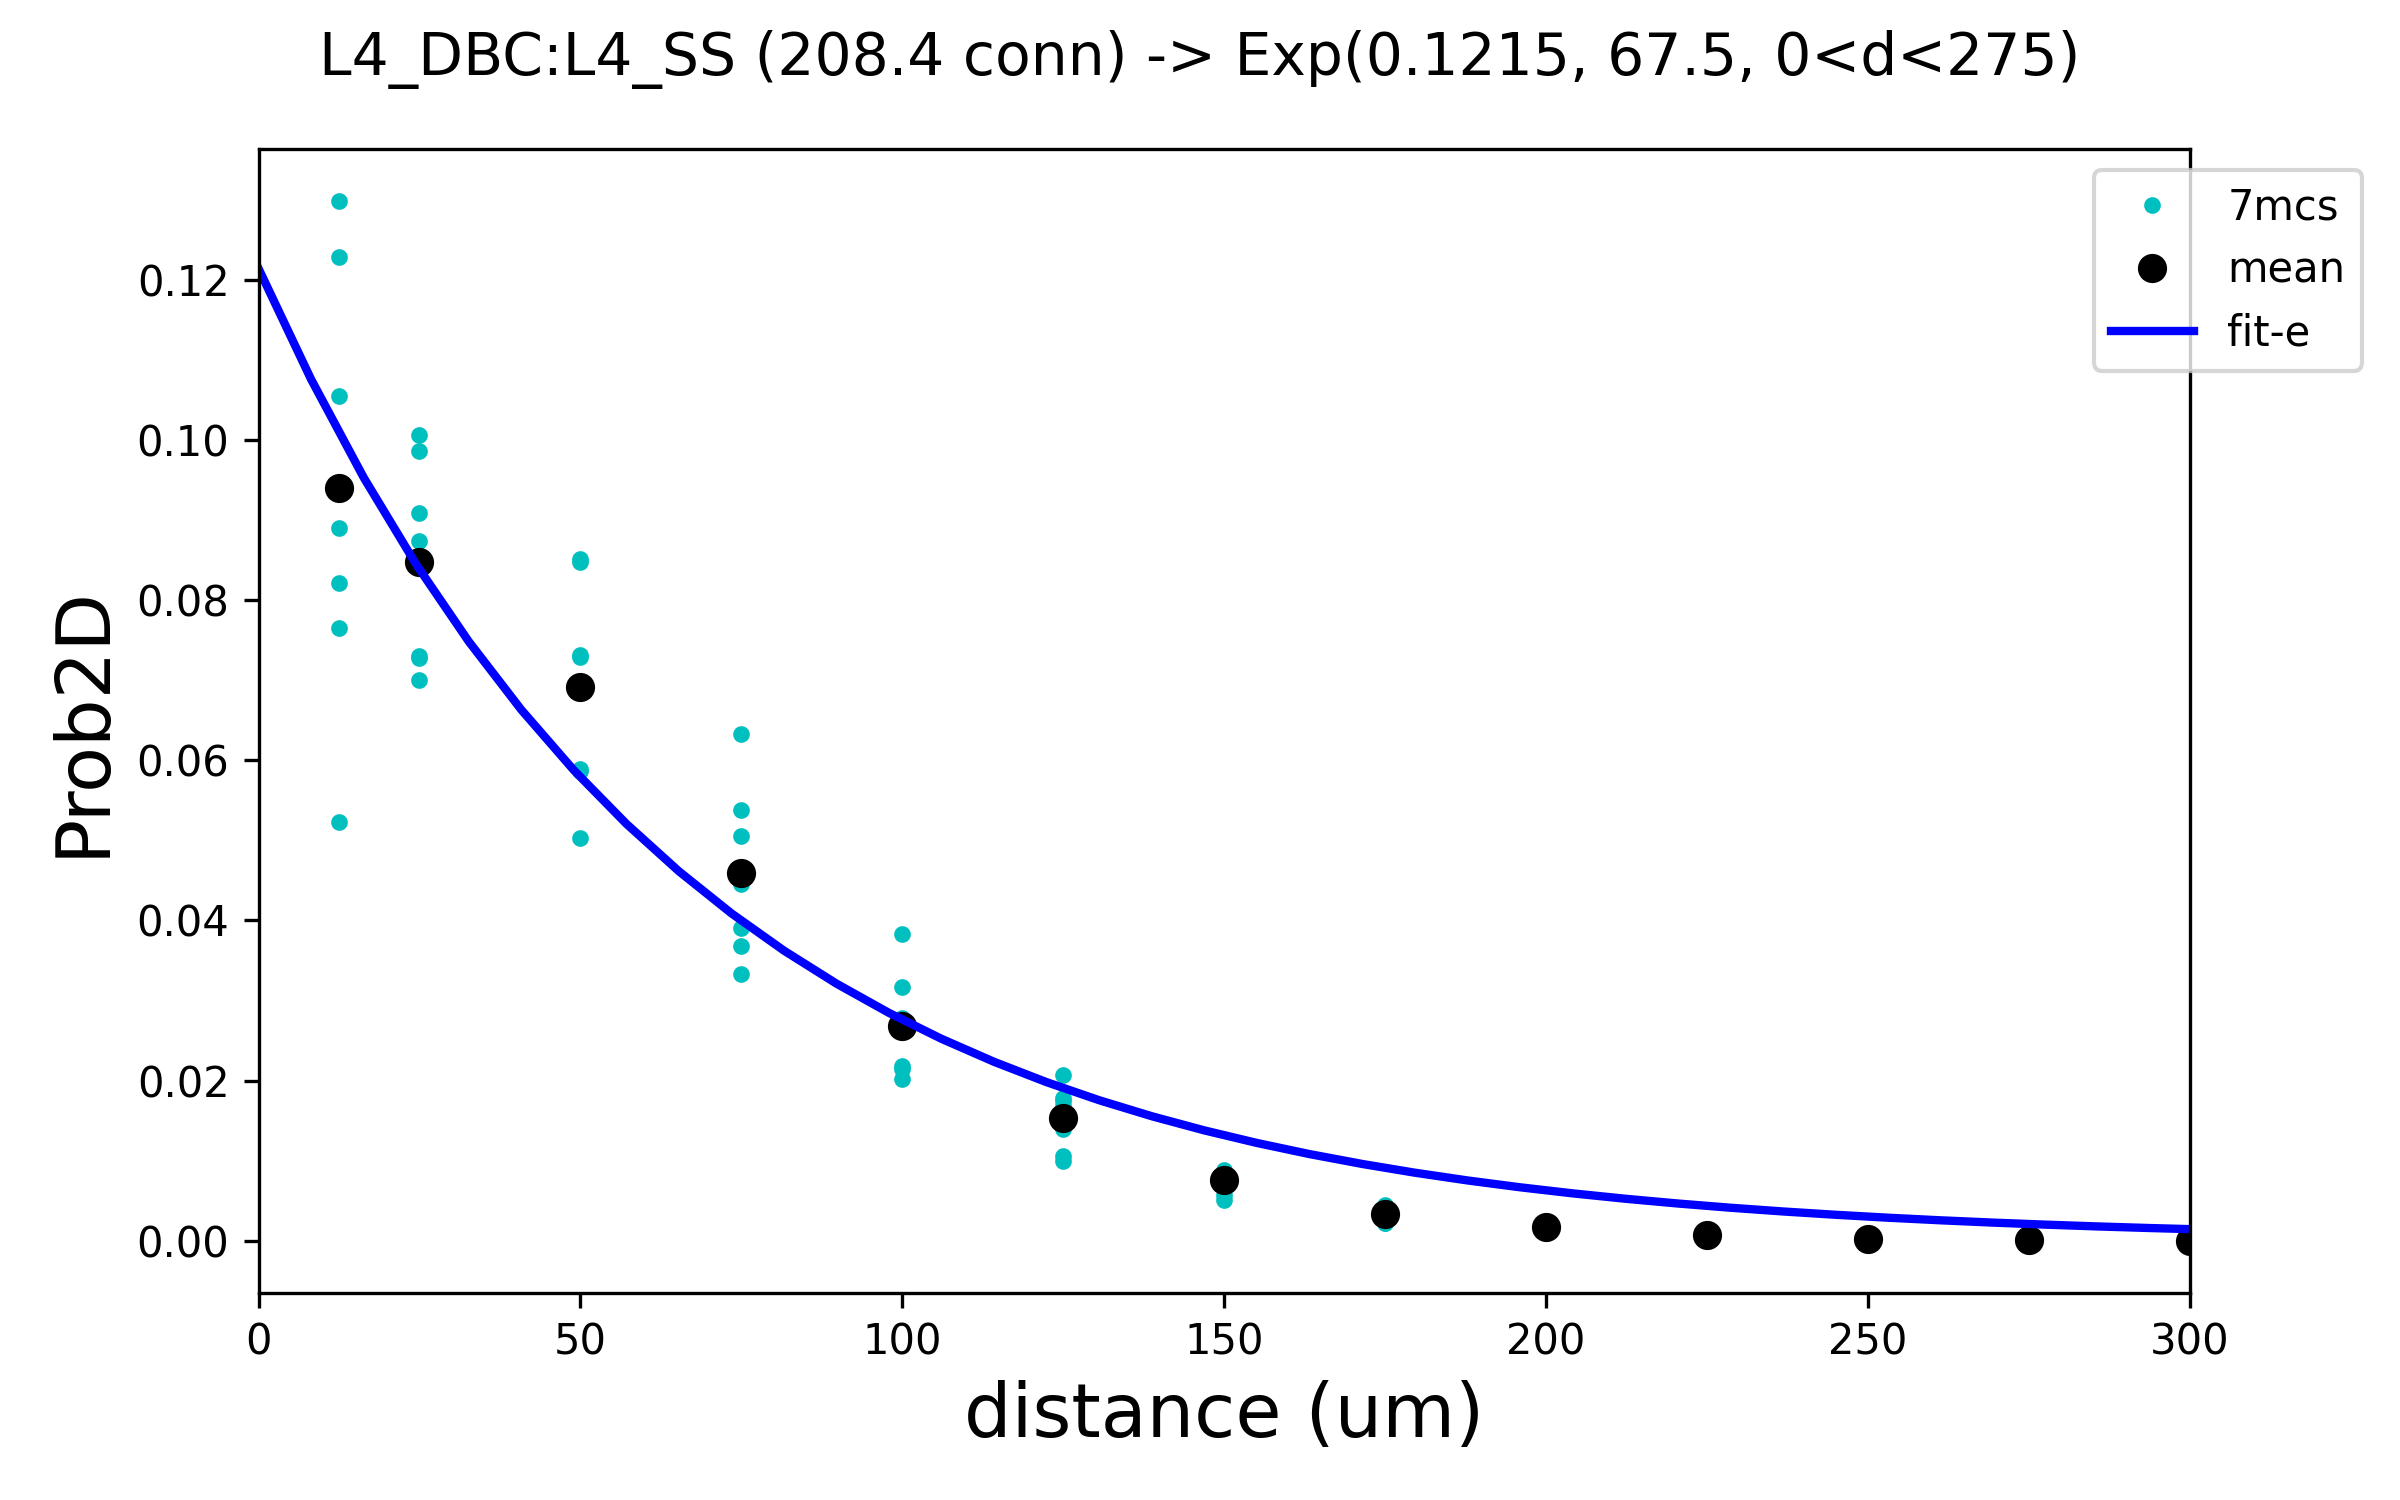 L4_DBC:L4_SS (208.4 conn) -> Exp(0.1215, 67.5, 0<d<275)
7mcs
mean
fit-e
Prob2D
0.12
0.10
0.08
0.06
0.04
0.02
0.00
0 50 100 150 200 250 300
distance (um)